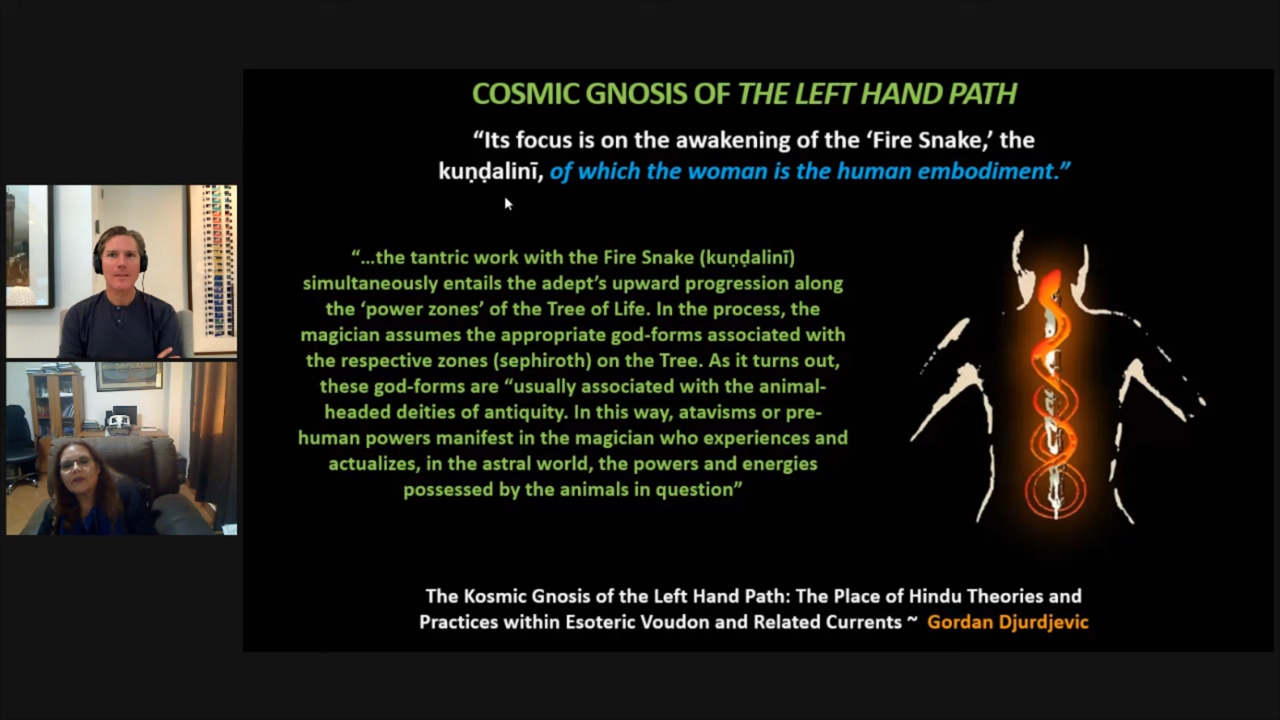 COSMIC GNOSIS OF THE LEFT HAND PATH
“Its focus is on the awakening of the ‘Fire Snake,’ the
kuṇḍalinī, of which the woman is the human embodiment.”
“…the tantric work with the Fire Snake (kuṇḍalinī)
simultaneously entails the adept’s upward progression along
the ‘power zones’ of the Tree of Life. In the process, the
magician assumes the appropriate god-forms associated with
the respective zones (sephiroth) on the Tree. As it turns out,
these god-forms are “usually associated with the animal-
headed deities of antiquity. In this way, atavisms or pre-
human powers manifest in the magician who experiences and
actualizes, in the astral world, the powers and energies
possessed by the animals in question”
The Kosmic Gnosis of the Left Hand Path: The Place of Hindu Theories and
Practices within Esoteric Voudon and Related Currents ~ Gordan Djurdjevic